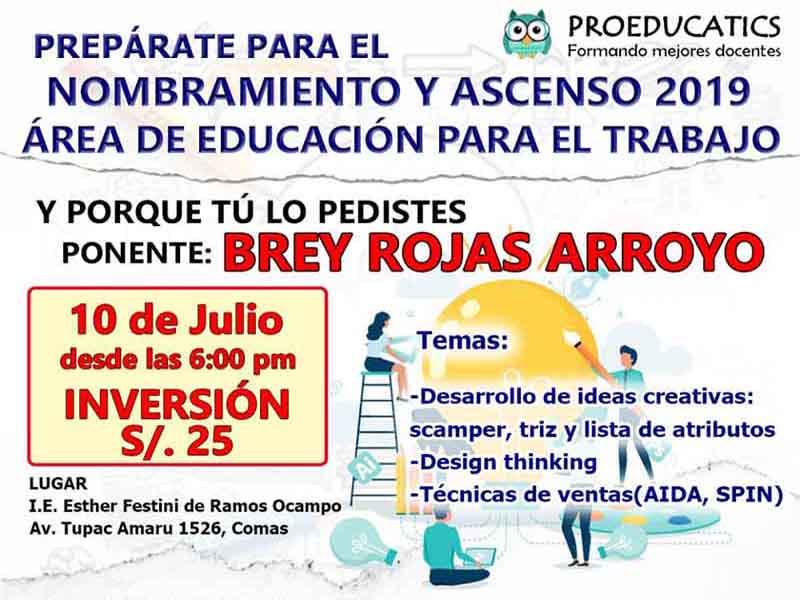 PROEDUCATICS
Formando mejores docentes
PREPÁRATE PARA EL
NOMBRAMIENTO Y ASCENSO 2019
ÁREA DE EDUCACIÓN PARA EL TRABAJO
Y PORQUE TÚ LO PEDISTES
PONENTE: BREY ROJAS ARROYO
10 de Julio
desde las 6:00 pm
INVERSIÓN
S/. 25
LUGAR
I.E. Esther Festini de Ramos Ocampo
Av. Tupac Amaru 1526, Comas
Temas:
-Desarrollo de ideas creativas:
scamper, triz y lista de atributos
-Design thinking
-Técnicas de ventas(AIDA, SPIN)
Ai